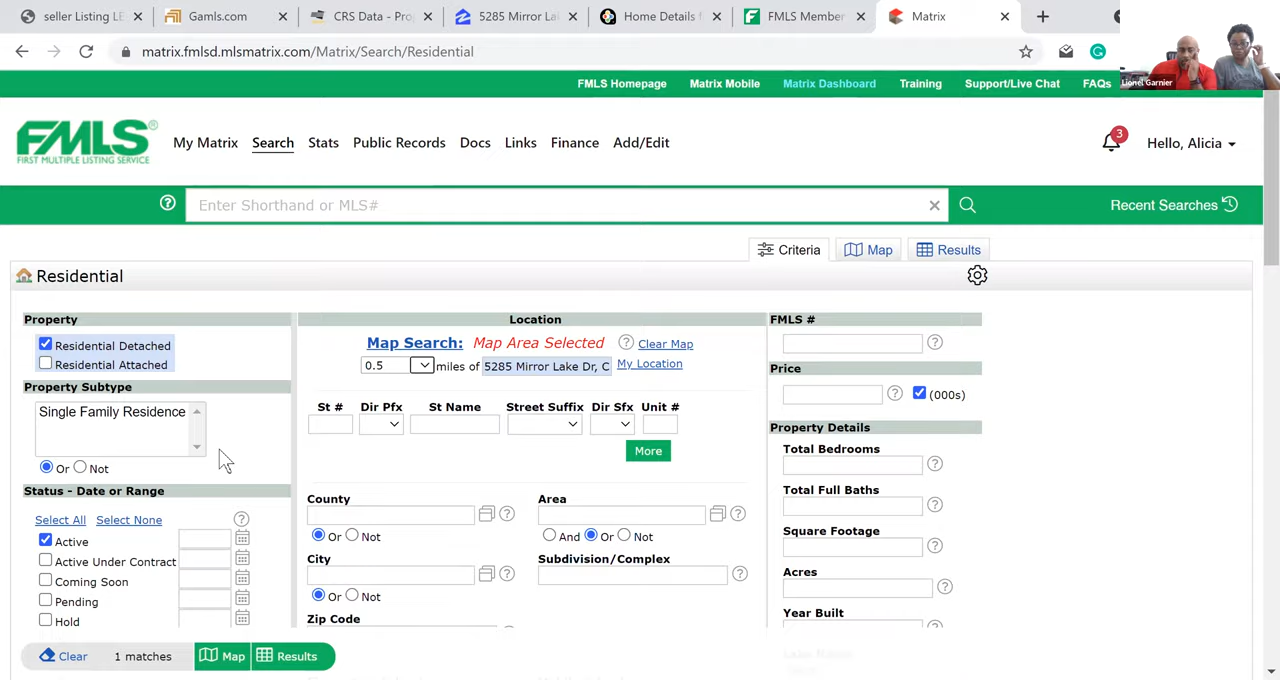 seller Listing LE
Gamls.com
CRS Data - Pro
5285 Mirror La
Home Details f
FMLS Member
Matrix
matrix.fmlsd.mlsmatrix.com/Matrix/Search/Residential
Lionel Garnier
FMLS Homepage Matrix Mobile Matrix Dashboard Training Support/Live Chat FAQs
FMLS
FIRST MULTIPLE LISTING SERVICE
My Matrix Search Stats Public Records Docs Links Finance Add/Edit
3
Hello, Alicia
Enter Shorthand or MLS#
Recent Searches
Criteria Map Results
Residential
Property
Residential Detached
Residential Attached
Property Subtype
Single Family Residence
Or Not
Status - Date or Range
Select All Select None
Active
Active Under Contract
Coming Soon
Pending
Hold
Location
Map Search: Map Area Selected Clear Map
0.5 miles of 5285 Mirror Lake Dr, C My Location
St # Dir Pfx St Name Street Suffix Dir Sfx Unit #
More
County
Or Not
Area
And Or Not
City
Or Not
Subdivision/Complex
Zip Code
FMLS #
Price
(000s)
Property Details
Total Bedrooms
Total Full Baths
Square Footage
Acres
Year Built
Clear 1 matches Map Results